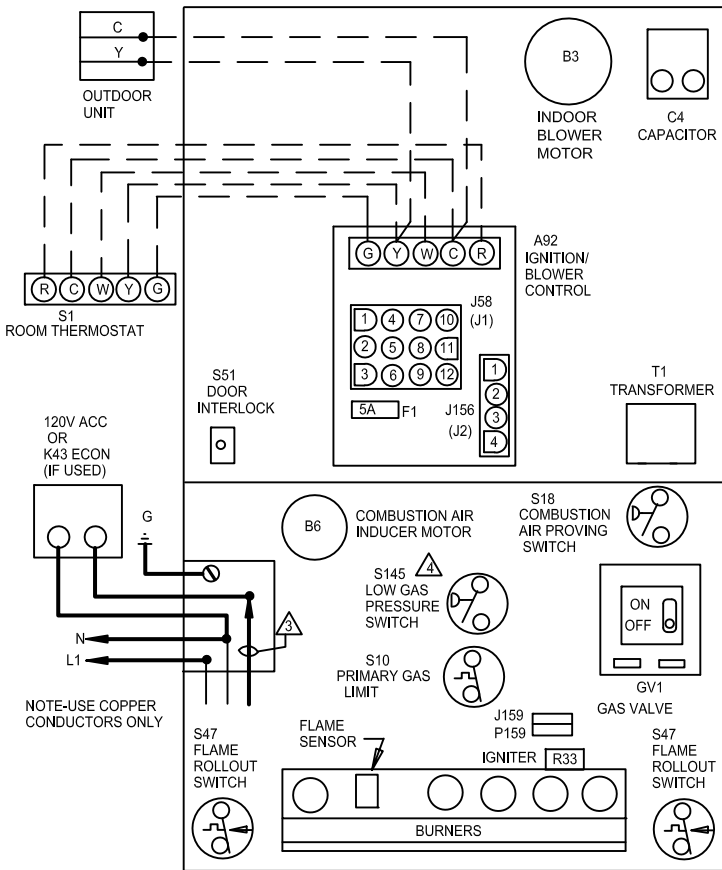 C
Y
OUTDOOR
UNIT
B3
INDOOR
BLOWER
MOTOR
C4
CAPACITOR
G Y W C R
A92
IGNITION/
BLOWER
CONTROL
R C W Y G
S1
ROOM THERMOSTAT
J58
(J1)
1 4 7 10
2 5 8 11
3 6 9 12
5A F1
J156
(J2)
1
2
3
4
S51
DOOR
INTERLOCK
T1
TRANSFORMER
120V ACC
OR
K43 ECON
(IF USED)
G
B6
COMBUSTION AIR
INDUCER MOTOR
S18
COMBUSTION
AIR PROVING
SWITCH
S145 4
LOW GAS
PRESSURE
SWITCH
3
N
L1
S10
PRIMARY GAS
LIMIT
ON
OFF
GV1
GAS VALVE
NOTE-USE COPPER
CONDUCTORS ONLY
S47
FLAME
ROLLOUT
SWITCH
FLAME
SENSOR
J159
P159
IGNITER R33
S47
FLAME
ROLLOUT
SWITCH
BURNERS